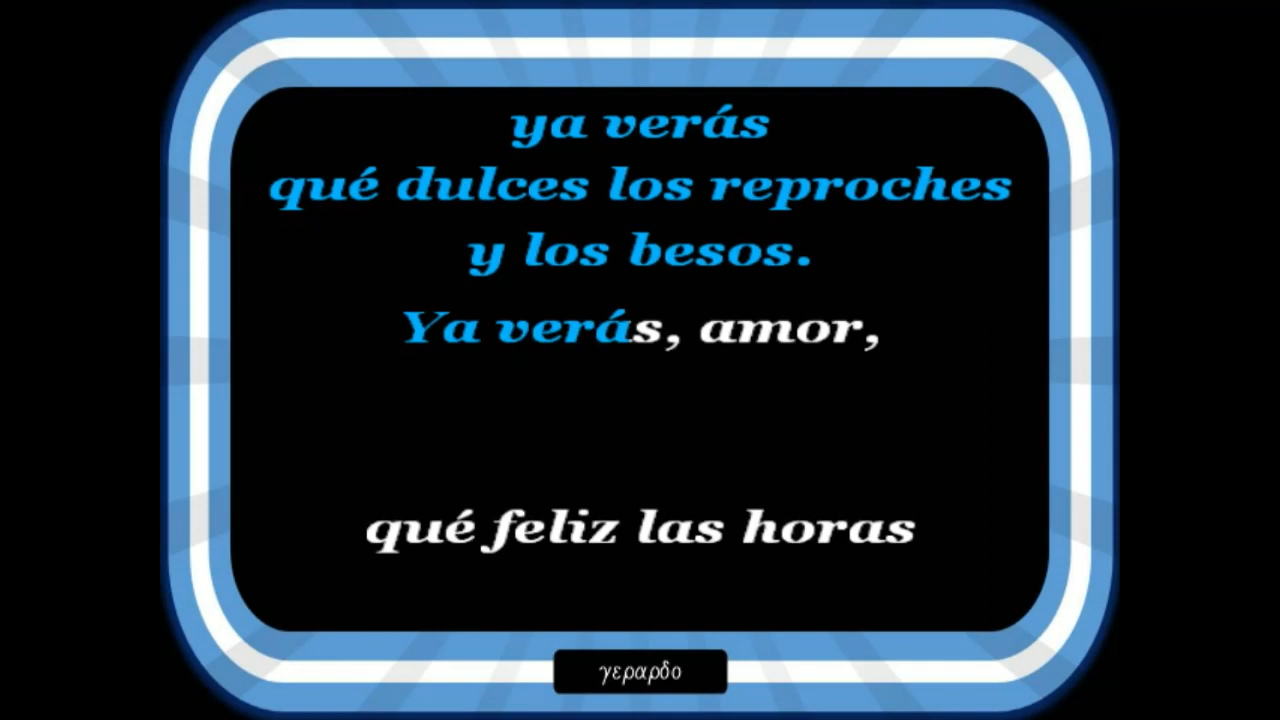 ya verás
qué dulces los reproches
y los besos.
Ya verás, amor,
qué feliz las horas
γεραρδο